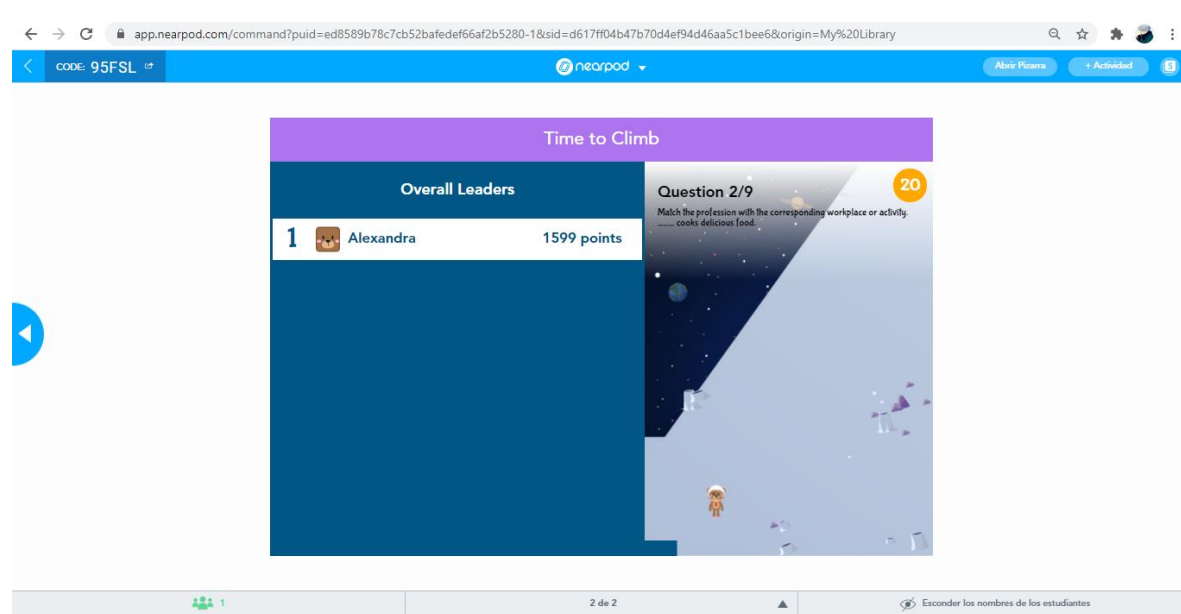 app.nearpod.com/command?puid=ed8589b78c7cb52bafedef66af2b5280-1&sid=d617ff04b47b70d4ef94d46aa5c1bee6&origin=My%20Library
CODE: 95FSL
nearpod
Abrir Pizarra
+ Actividad
S
Time to Climb
Overall Leaders
1 Alexandra 1599 points
Question 2/9
20
Match the profession with the corresponding workplace or activity.
___ cooks delicious food.
1
2 de 2
Esconder los nombres de los estudiantes